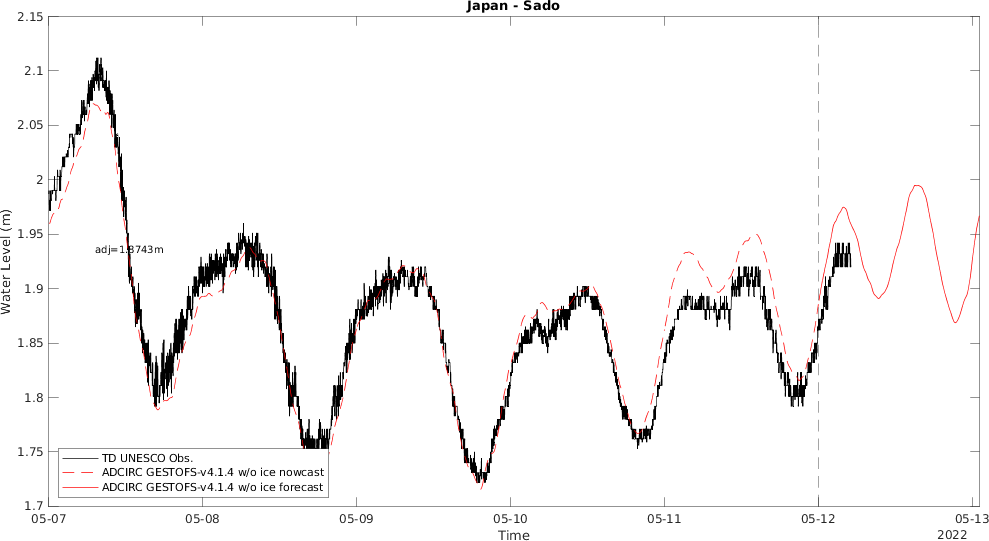 Japan - Sado
2.15
2.1
2.05
2
1.95
1.9
1.85
1.8
1.75
1.7
Water Level (m)
adj=1.8743m
TD UNESCO Obs.
ADCIRC GESTOFS-v4.1.4 w/o ice nowcast
ADCIRC GESTOFS-v4.1.4 w/o ice forecast
05-07
05-08
05-09
05-10
05-11
05-12
05-13
Time
2022